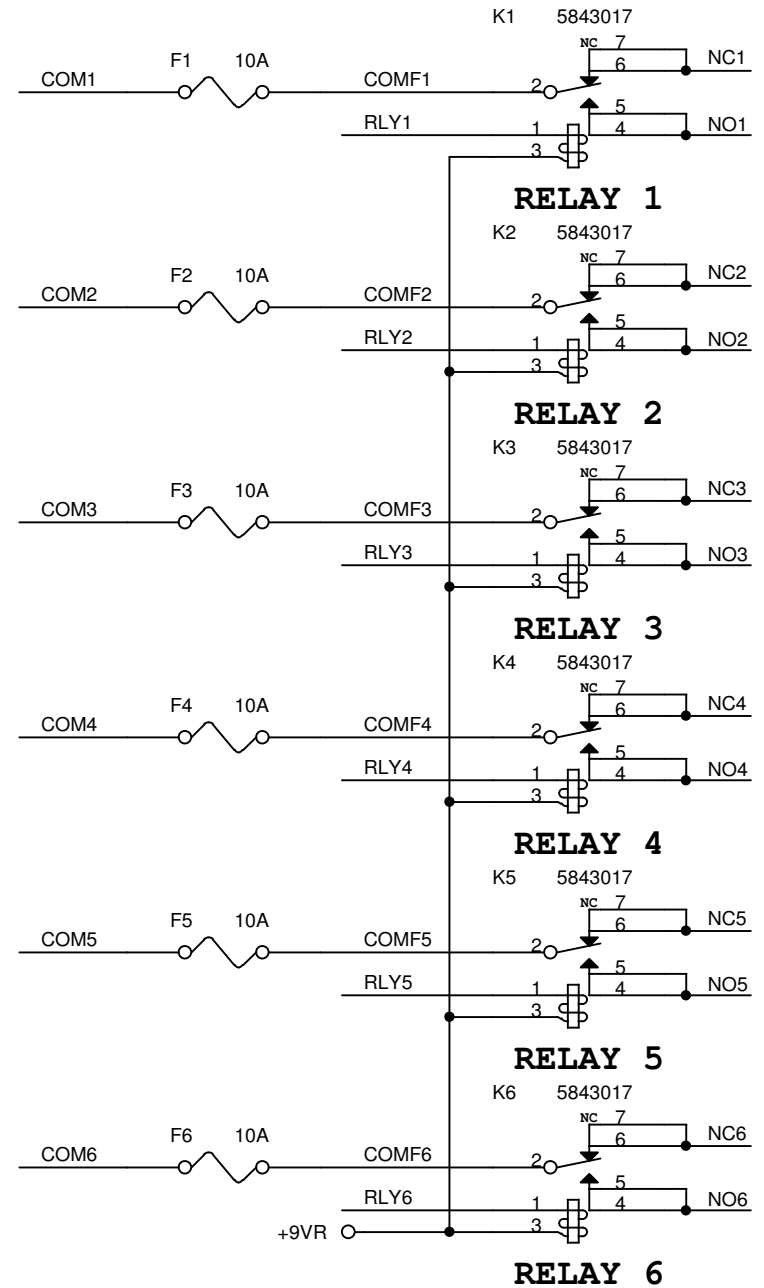 K1 5843017
NC 7
F1 10A 6 NC1
COM1 COMF1 2
5
RLY1 1 4 NO1
3
RELAY 1
K2 5843017
NC 7
F2 10A 6 NC2
COM2 COMF2 2
5
RLY2 1 4 NO2
3
RELAY 2
K3 5843017
NC 7
F3 10A 6 NC3
COM3 COMF3 2
5
RLY3 1 4 NO3
3
RELAY 3
K4 5843017
NC 7
F4 10A 6 NC4
COM4 COMF4 2
5
RLY4 1 4 NO4
3
RELAY 4
K5 5843017
NC 7
F5 10A 6 NC5
COM5 COMF5 2
5
RLY5 1 4 NO5
3
RELAY 5
K6 5843017
NC 7
F6 10A 6 NC6
COM6 COMF6 2
5
RLY6 1 4 NO6
+9VR 3
RELAY 6